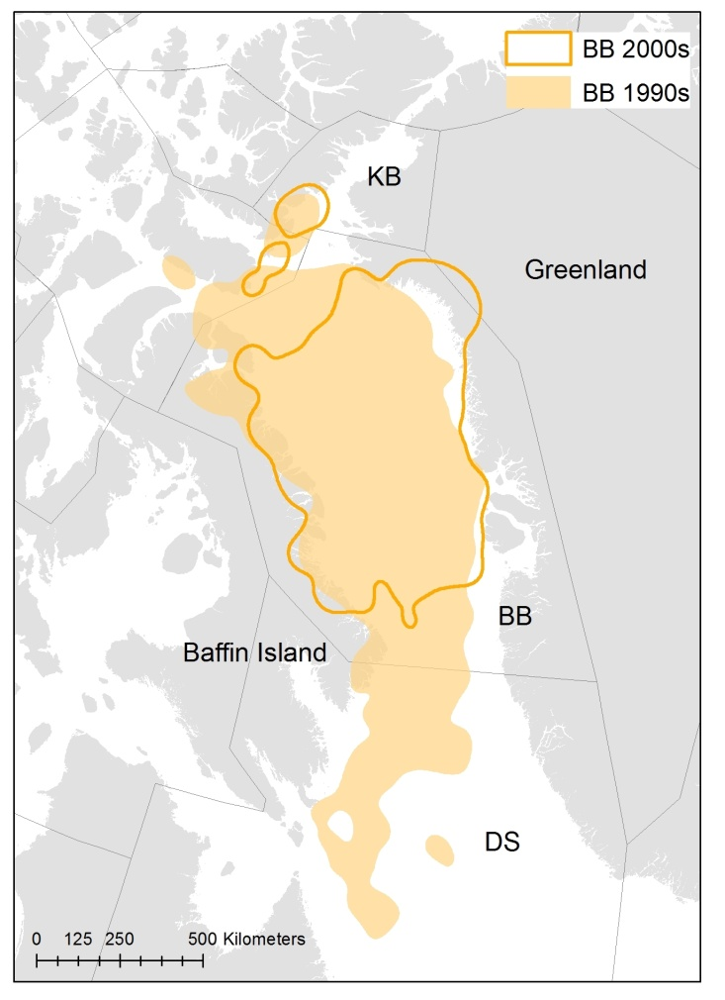 BB 2000s
BB 1990s
KB
Greenland
BB
Baffin Island
DS
0 125 250 500 Kilometers